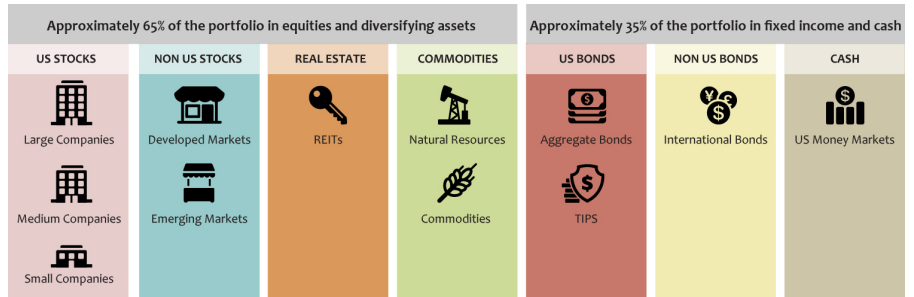 Approximately 65% of the portfolio in equities and diversifying assets
Approximately 35% of the portfolio in fixed income and cash
US STOCKS
NON US STOCKS
REAL ESTATE
COMMODITIES
US BONDS
NON US BONDS
CASH
Large Companies
Developed Markets
REITs
Natural Resources
Aggregate Bonds
International Bonds
US Money Markets
Medium Companies
Emerging Markets
Commodities
TIPS
Small Companies